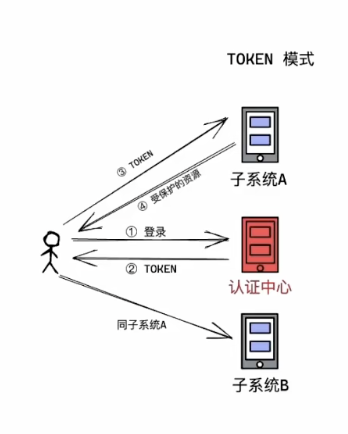 TOKEN 模式
③ TOKEN
④ 受保护的资源
子系统A
① 登录
② TOKEN
认证中心
同子系统A
子系统B